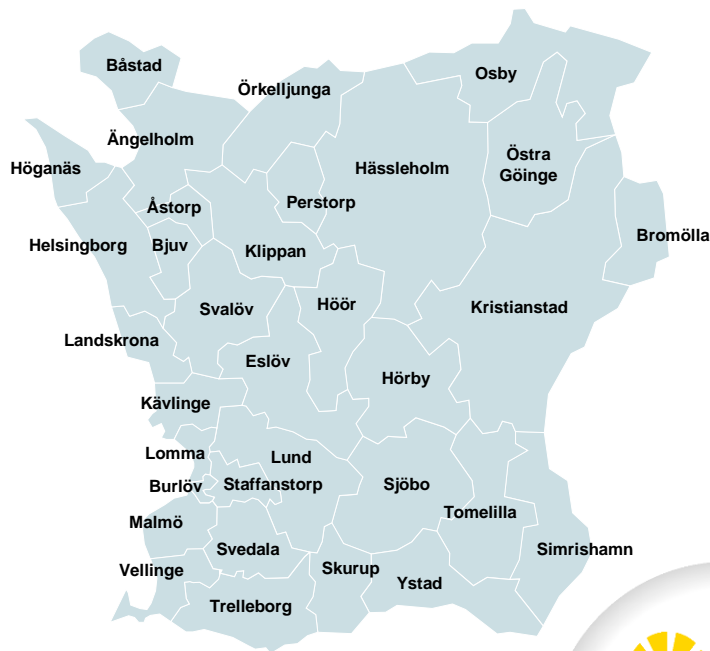 Båstad
Osby
Örkelljunga
Ängelholm
Höganäs
Hässleholm
Östra
Göinge
Åstorp
Perstorp
Bromölla
Helsingborg
Bjuv
Klippan
Svalöv
Höör
Kristianstad
Landskrona
Eslöv
Hörby
Kävlinge
Lomma
Lund
Burlöv
Staffanstorp
Sjöbo
Malmö
Tomelilla
Svedala
Simrishamn
Vellinge
Skurup
Ystad
Trelleborg